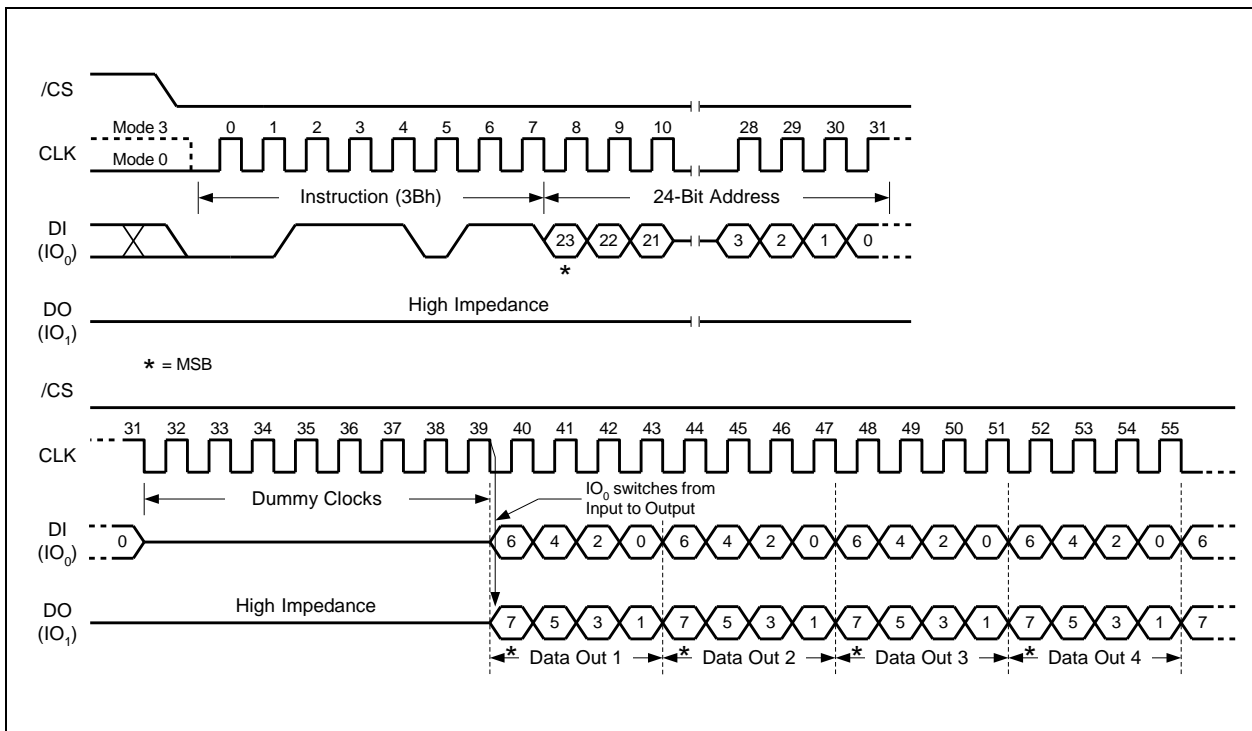 /CS
Mode 3 0 1 2 3 4 5 6 7 8 9 10 28 29 30 31
CLK
Mode 0
Instruction (3Bh) 24-Bit Address
DI
(IO0) 23 22 21 3 2 1 0
*
DO High Impedance
(IO1)
* = MSB
/CS
31 32 33 34 35 36 37 38 39 40 41 42 43 44 45 46 47 48 49 50 51 52 53 54 55
CLK
Dummy Clocks IO0 switches from
Input to Output
DI
(IO0) 0 6 4 2 0 6 4 2 0 6 4 2 0 6 4 2 0 6
DO High Impedance
(IO1) 7 5 3 1 7 5 3 1 7 5 3 1 7 5 3 1 7
* Data Out 1 * Data Out 2 * Data Out 3 * Data Out 4